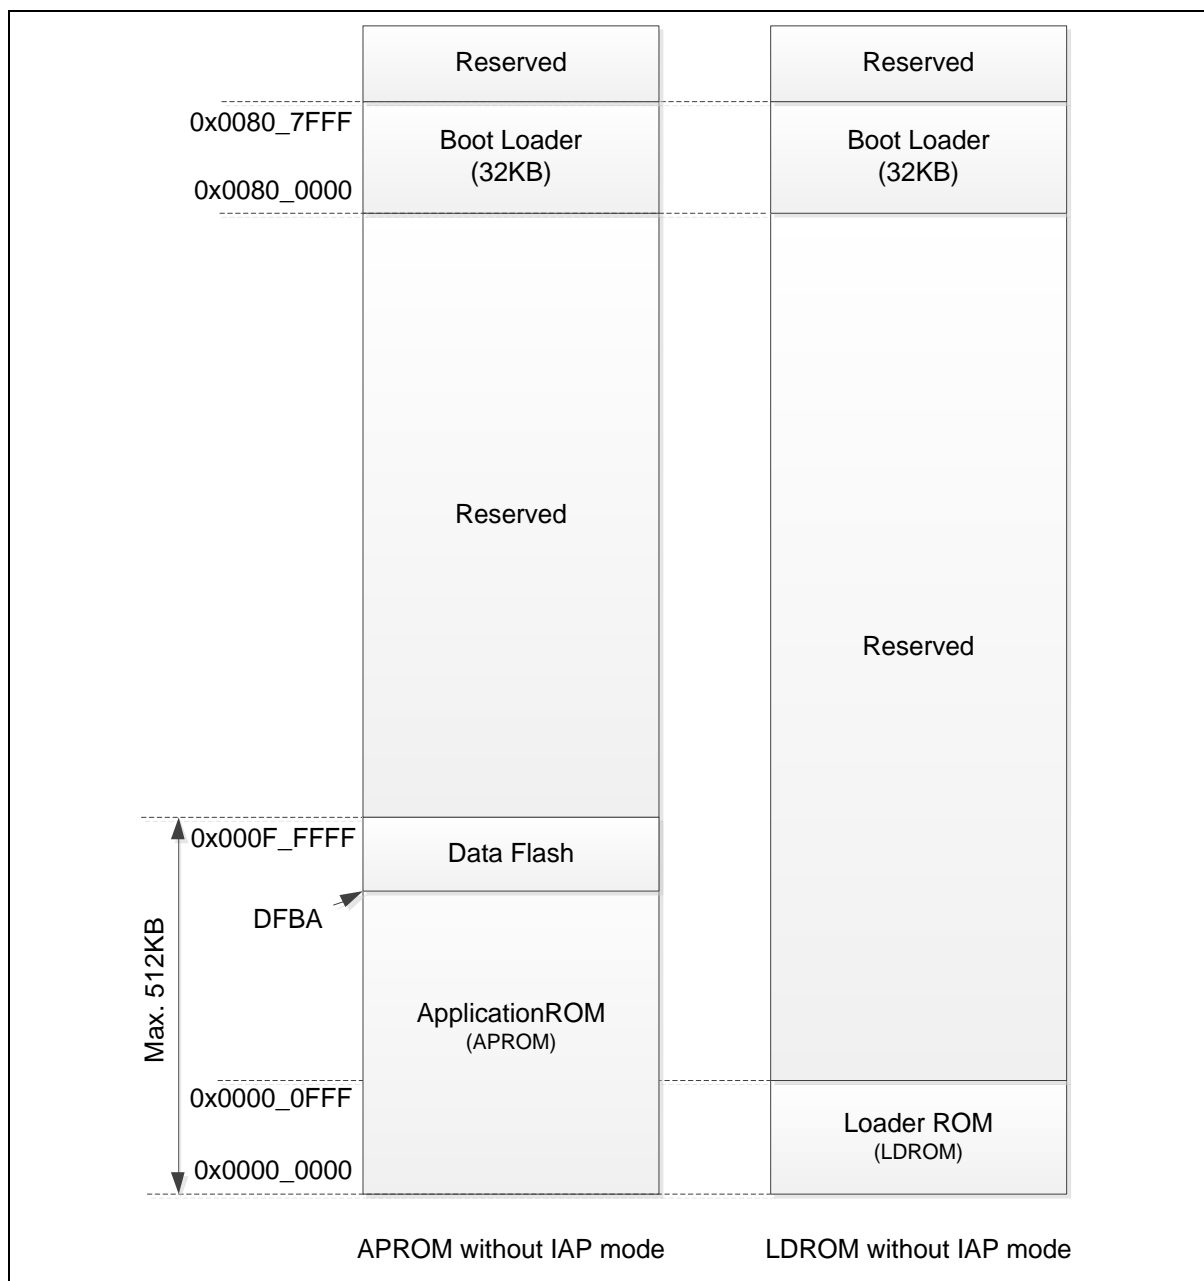 Reserved
Reserved
0x0080_7FFF
Boot Loader
(32KB)
Boot Loader
(32KB)
0x0080_0000
Reserved
Reserved
0x000F_FFFF
Data Flash
DFBA
Max. 512KB
ApplicationROM
(APROM)
0x0000_0FFF
Loader ROM
(LDROM)
0x0000_0000
APROM without IAP mode
LDROM without IAP mode